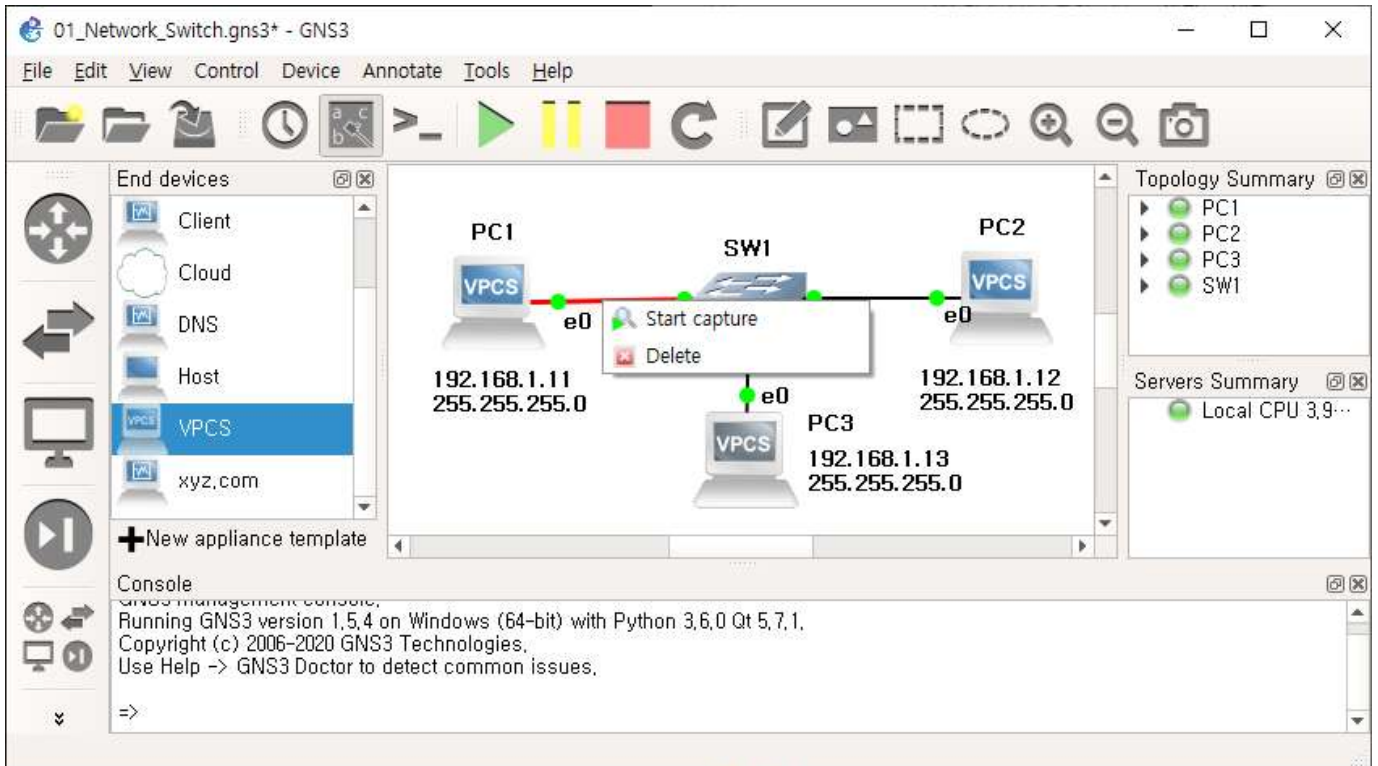 01_Network_Switch.gns3* - GNS3
File Edit View Control Device Annotate Tools Help
End devices
Client
Cloud
DNS
Host
VPCS
xyz.com
New appliance template
PC1
VPCS
e0
192.168.1.11
255.255.255.0
SW1
Start capture
Delete
PC2
VPCS
e0
192.168.1.12
255.255.255.0
e0
VPCS
PC3
192.168.1.13
255.255.255.0
Topology Summary
PC1
PC2
PC3
SW1
Servers Summary
Local CPU 3.9…
Console
GNS3 management console.
Running GNS3 version 1.5.4 on Windows (64-bit) with Python 3.6.0 Qt 5.7.1.
Copyright (c) 2006-2020 GNS3 Technologies.
Use Help -> GNS3 Doctor to detect common issues.
=>